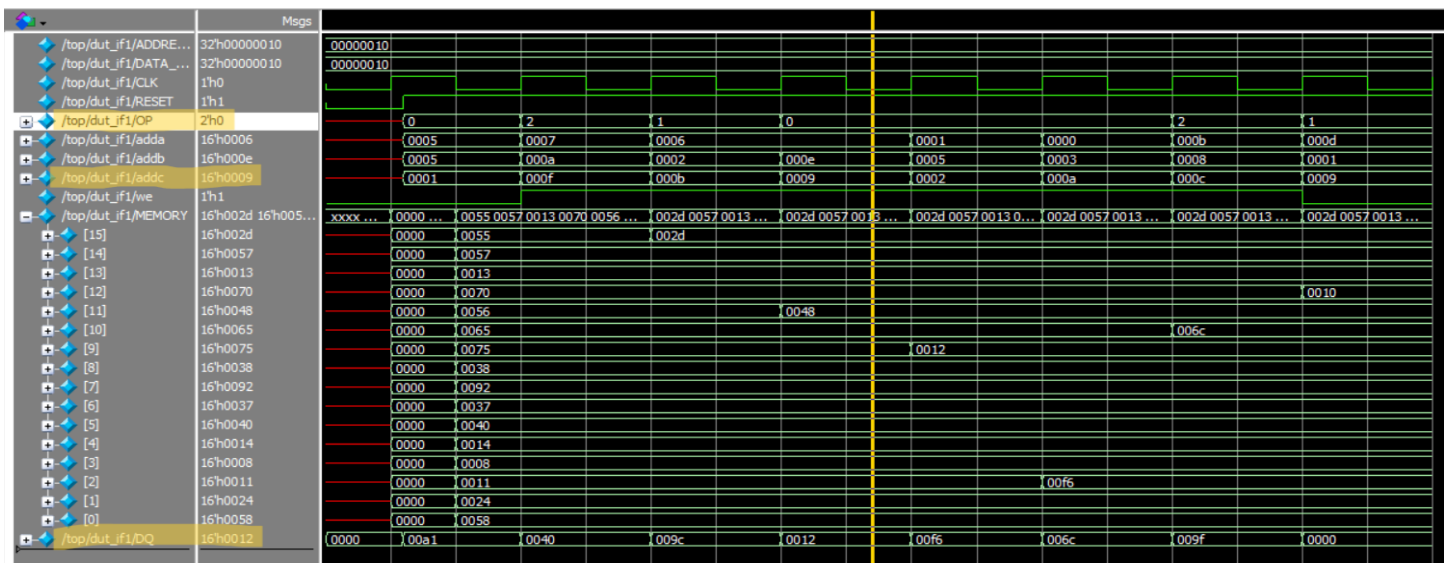 Msgs
/top/dut_if1/ADDRE... 32'h00000010 00000010
/top/dut_if1/DATA_... 32'h00000010 00000010
/top/dut_if1/CLK 1'h0
/top/dut_if1/RESET 1'h1
/top/dut_if1/OP 2'h0 0 2 1 0 2 1
/top/dut_if1/adda 16'h0006 0005 0007 0006 0001 0000 000b 000d
/top/dut_if1/addb 16'h000e 0005 000a 0002 000e 0005 0003 0008 0001
/top/dut_if1/addc 16'h0009 0001 000f 000b 0009 0002 000a 000c 0009
/top/dut_if1/we 1'h1
/top/dut_if1/MEMORY 16'h002d 16'h005... xxxx ... 0000 ... 0055 0057 0013 0070 0056 ... 002d 0057 0013 ... 002d 0057 0013 ... 002d 0057 0013 0... 002d 0057 0013 ... 002d 0057 0013 ... 002d 0057 0013 ...
[15] 16'h002d 0000 0055 002d
[14] 16'h0057 0000 0057
[13] 16'h0013 0000 0013
[12] 16'h0070 0000 0070 0010
[11] 16'h0048 0000 0056 0048
[10] 16'h0065 0000 0065 006c
[9] 16'h0075 0000 0075 0012
[8] 16'h0038 0000 0038
[7] 16'h0092 0000 0092
[6] 16'h0037 0000 0037
[5] 16'h0040 0000 0040
[4] 16'h0014 0000 0014
[3] 16'h0008 0000 0008
[2] 16'h0011 0000 0011 00f6
[1] 16'h0024 0000 0024
[0] 16'h0058 0000 0058
/top/dut_if1/DQ 16'h0012 0000 00a1 0040 009c 0012 00f6 006c 009f 0000